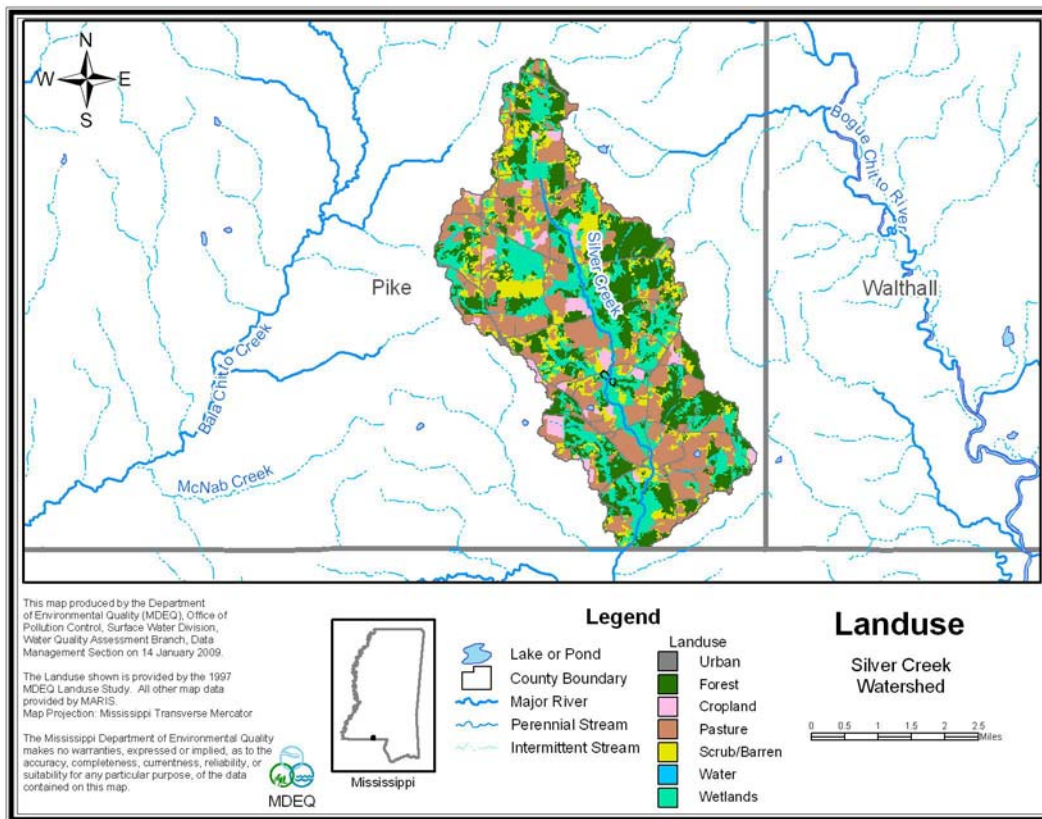 N
W
E
S
Bogue Chitto River
Silver Creek
Pike
Walthall
Bala Chitto Creek
McNab Creek
This map produced by the Department
of Environmental Quality (MDEQ), Office of
Pollution Control, Surface Water Division,
Water Quality Assessment Branch, Data
Management Section on 14 January 2009.
The Landuse shown is provided by the 1997
MDEQ Landuse Study. All other map data
provided by MARIS.
Map Projection: Mississippi Transverse Mercator
The Mississippi Department of Environmental Quality
makes no warranties, expressed or implied, as to the
accuracy, completeness, currentness, reliability, or
suitability for any particular purpose, of the data
contained on this map.
MDEQ
Mississippi
Legend
Lake or Pond
County Boundary
Major River
Perennial Stream
Intermittent Stream
Landuse
Urban
Forest
Cropland
Pasture
Scrub/Barren
Water
Wetlands
Landuse
Silver Creek
Watershed
0 0.5 1 1.5 2 2.5
Miles